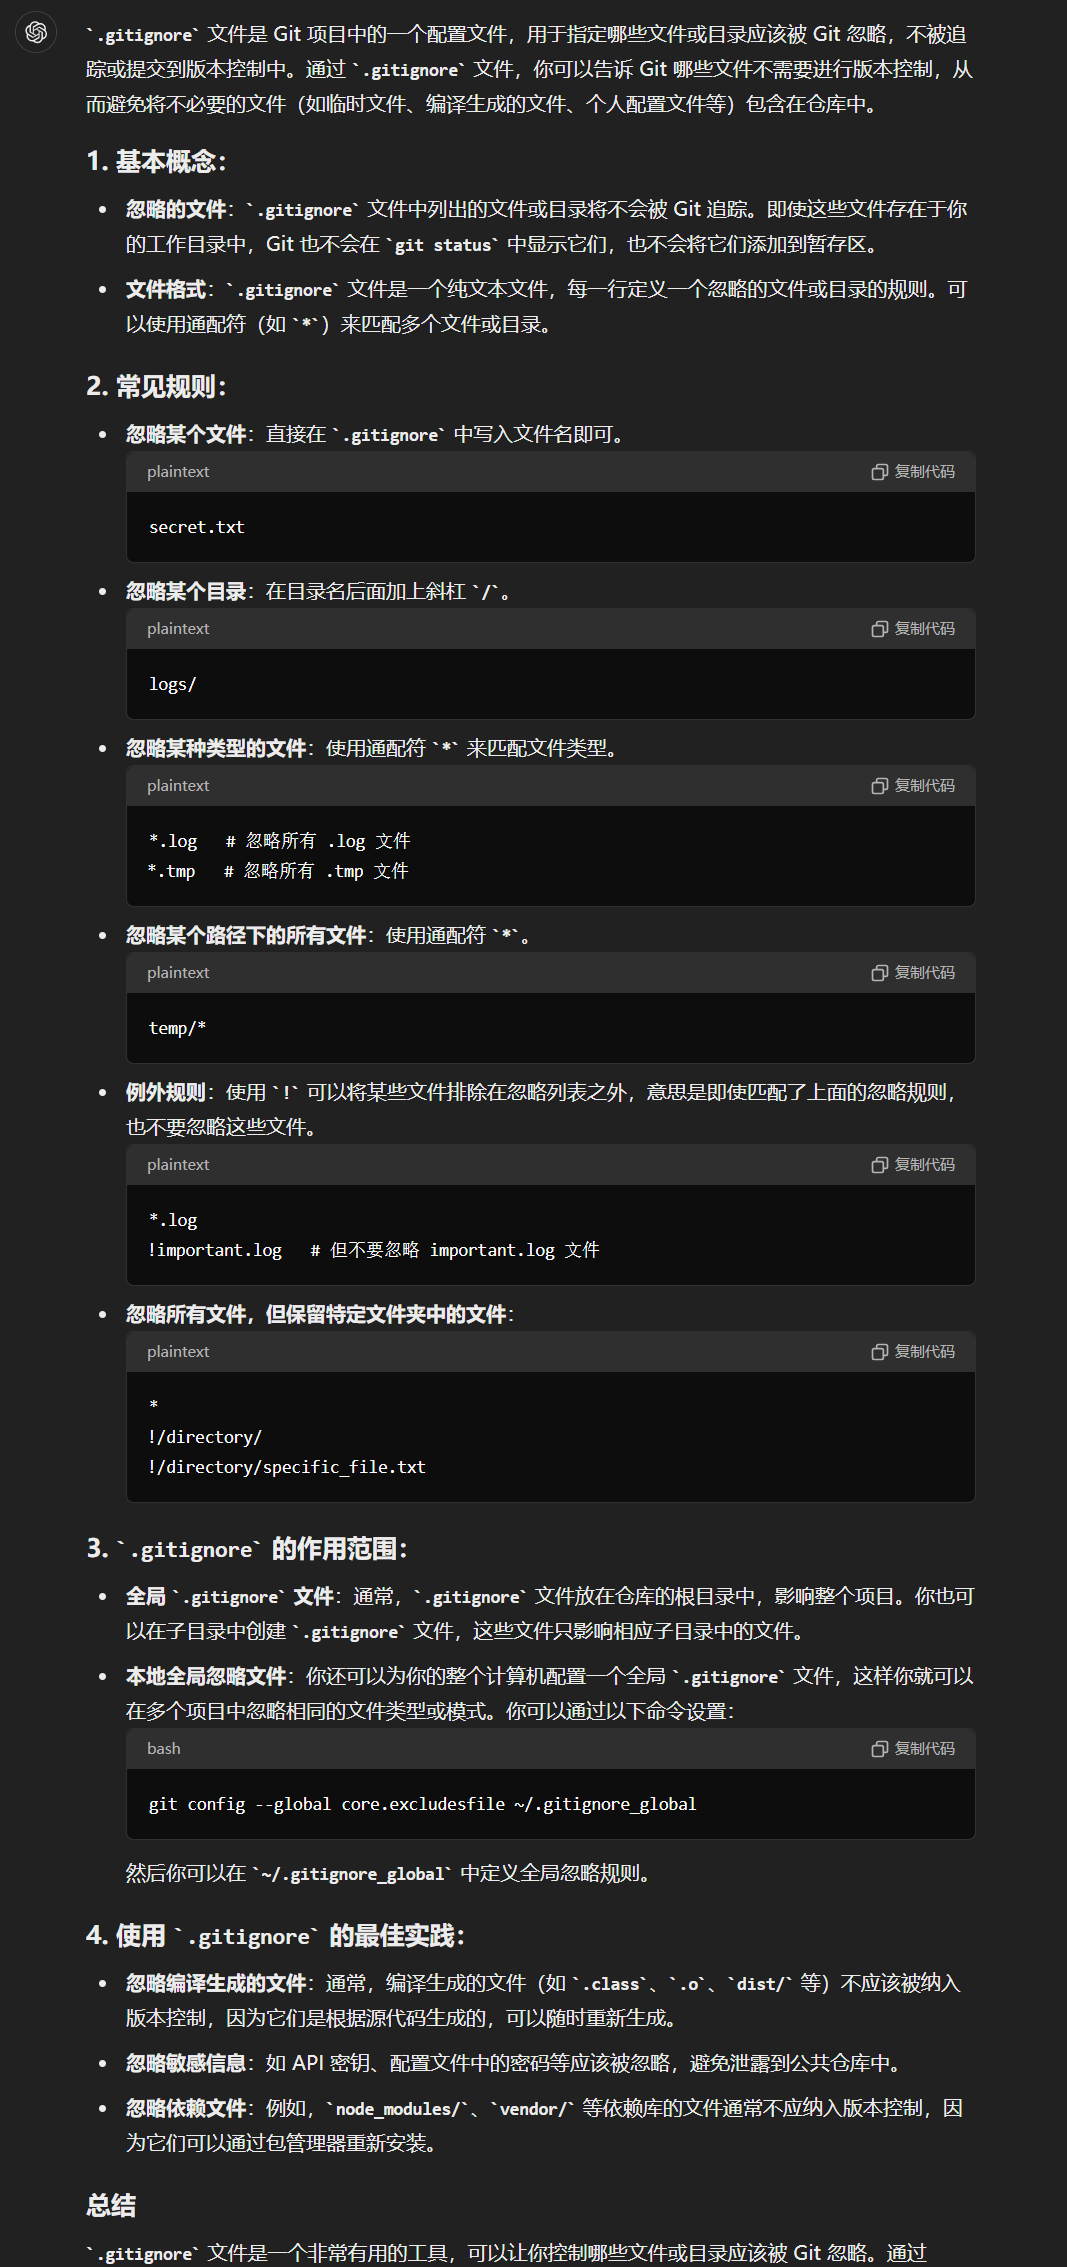 `.gitignore` 文件是 Git 项目中的一个配置文件，用于指定哪些文件或目录应该被 Git 忽略，不被追
踪或提交到版本控制中。通过 `.gitignore` 文件，你可以告诉 Git 哪些文件不需要进行版本控制，从
而避免将不必要的文件（如临时文件、编译生成的文件、个人配置文件等）包含在仓库中。
1. 基本概念：
• 忽略的文件：`.gitignore` 文件中列出的文件或目录将不会被 Git 追踪。即使这些文件存在于你
的工作目录中，Git 也不会在 `git status` 中显示它们，也不会将它们添加到暂存区。
• 文件格式：`.gitignore` 文件是一个纯文本文件，每一行定义一个忽略的文件或目录的规则。可
以使用通配符（如 `*`）来匹配多个文件或目录。
2. 常见规则：
• 忽略某个文件：直接在 `.gitignore` 中写入文件名即可。
plaintext 复制代码
secret.txt
• 忽略某个目录：在目录名后面加上斜杠 `/`。
plaintext 复制代码
logs/
• 忽略某种类型的文件：使用通配符 `*` 来匹配文件类型。
plaintext 复制代码
*.log   # 忽略所有 .log 文件
*.tmp   # 忽略所有 .tmp 文件
• 忽略某个路径下的所有文件：使用通配符 `*`。
plaintext 复制代码
temp/*
• 例外规则：使用 `!` 可以将某些文件排除在忽略列表之外，意思是即使匹配了上面的忽略规则，
也不要忽略这些文件。
plaintext 复制代码
*.log
!important.log   # 但不要忽略 important.log 文件
• 忽略所有文件，但保留特定文件夹中的文件：
plaintext 复制代码
*
!/directory/
!/directory/specific_file.txt
3. `.gitignore` 的作用范围：
• 全局 `.gitignore` 文件：通常，`.gitignore` 文件放在仓库的根目录中，影响整个项目。你也可
以在子目录中创建 `.gitignore` 文件，这些文件只影响相应子目录中的文件。
• 本地全局忽略文件：你还可以为你的整个计算机配置一个全局 `.gitignore` 文件，这样你就可以
在多个项目中忽略相同的文件类型或模式。你可以通过以下命令设置：
bash 复制代码
git config --global core.excludesfile ~/.gitignore_global
然后你可以在 `~/.gitignore_global` 中定义全局忽略规则。
4. 使用 `.gitignore` 的最佳实践：
• 忽略编译生成的文件：通常，编译生成的文件（如 `.class`、`.o`、`dist/` 等）不应该被纳入
版本控制，因为它们是根据源代码生成的，可以随时重新生成。
• 忽略敏感信息：如 API 密钥、配置文件中的密码等应该被忽略，避免泄露到公共仓库中。
• 忽略依赖文件：例如，`node_modules/`、`vendor/` 等依赖库的文件通常不应纳入版本控制，因
为它们可以通过包管理器重新安装。
总结
`.gitignore` 文件是一个非常有用的工具，可以让你控制哪些文件或目录应该被 Git 忽略。通过